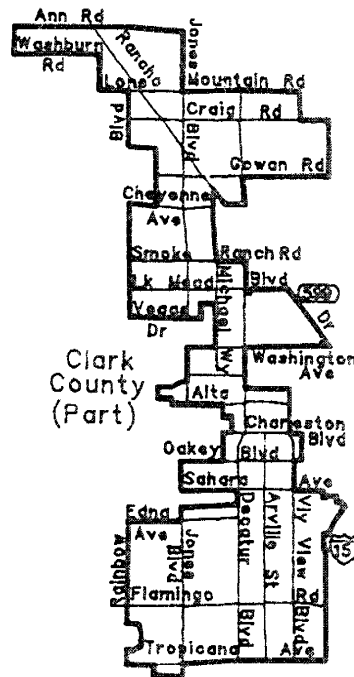 Ann Rd
Washburn
Rd
Rancho
Jones
Blvd
Lone Mountain Rd
Blvd
Craig Rd
Gowan Rd
Cheyenne
Ave
Smoke Ranch Rd
Lk Mead Blvd
Michael
Wy
599
Dr
Vegas
Dr
Washington
Ave
Clark
County
(Part)
Alta
Charleston
Blvd
Oakey Blvd
Sahara Ave
Decatur
Blvd
Arville St
Vly View
Blvd
15
Edna
Ave
Jones
Blvd
Rainbow
Flamingo Rd
Tropicana Ave